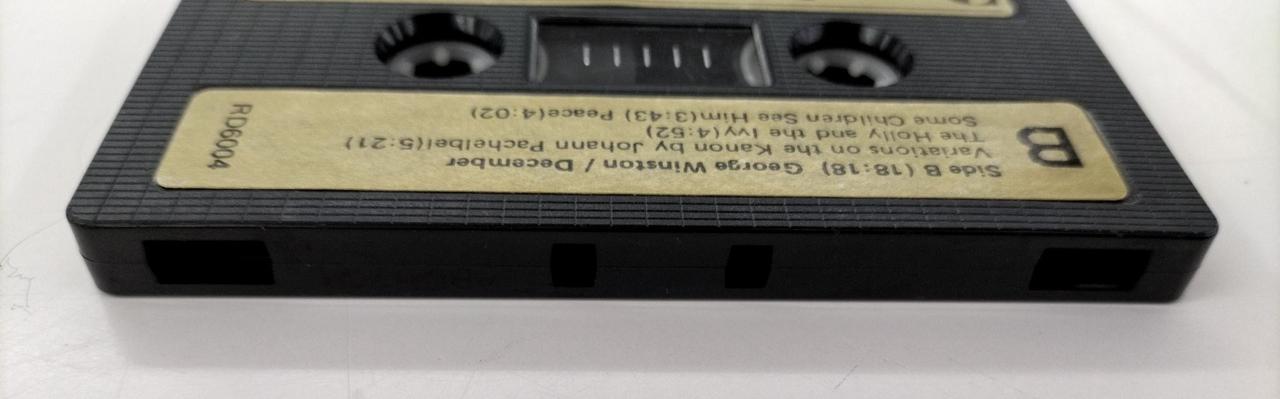 B
Side B (18:18) George Winston / December
Variations on the Kanon by Johann Pachelbel(5:21)
The Holly and the Ivy(4:52)
Some Children See Him(3:43) Peace(4:02)
RD6004